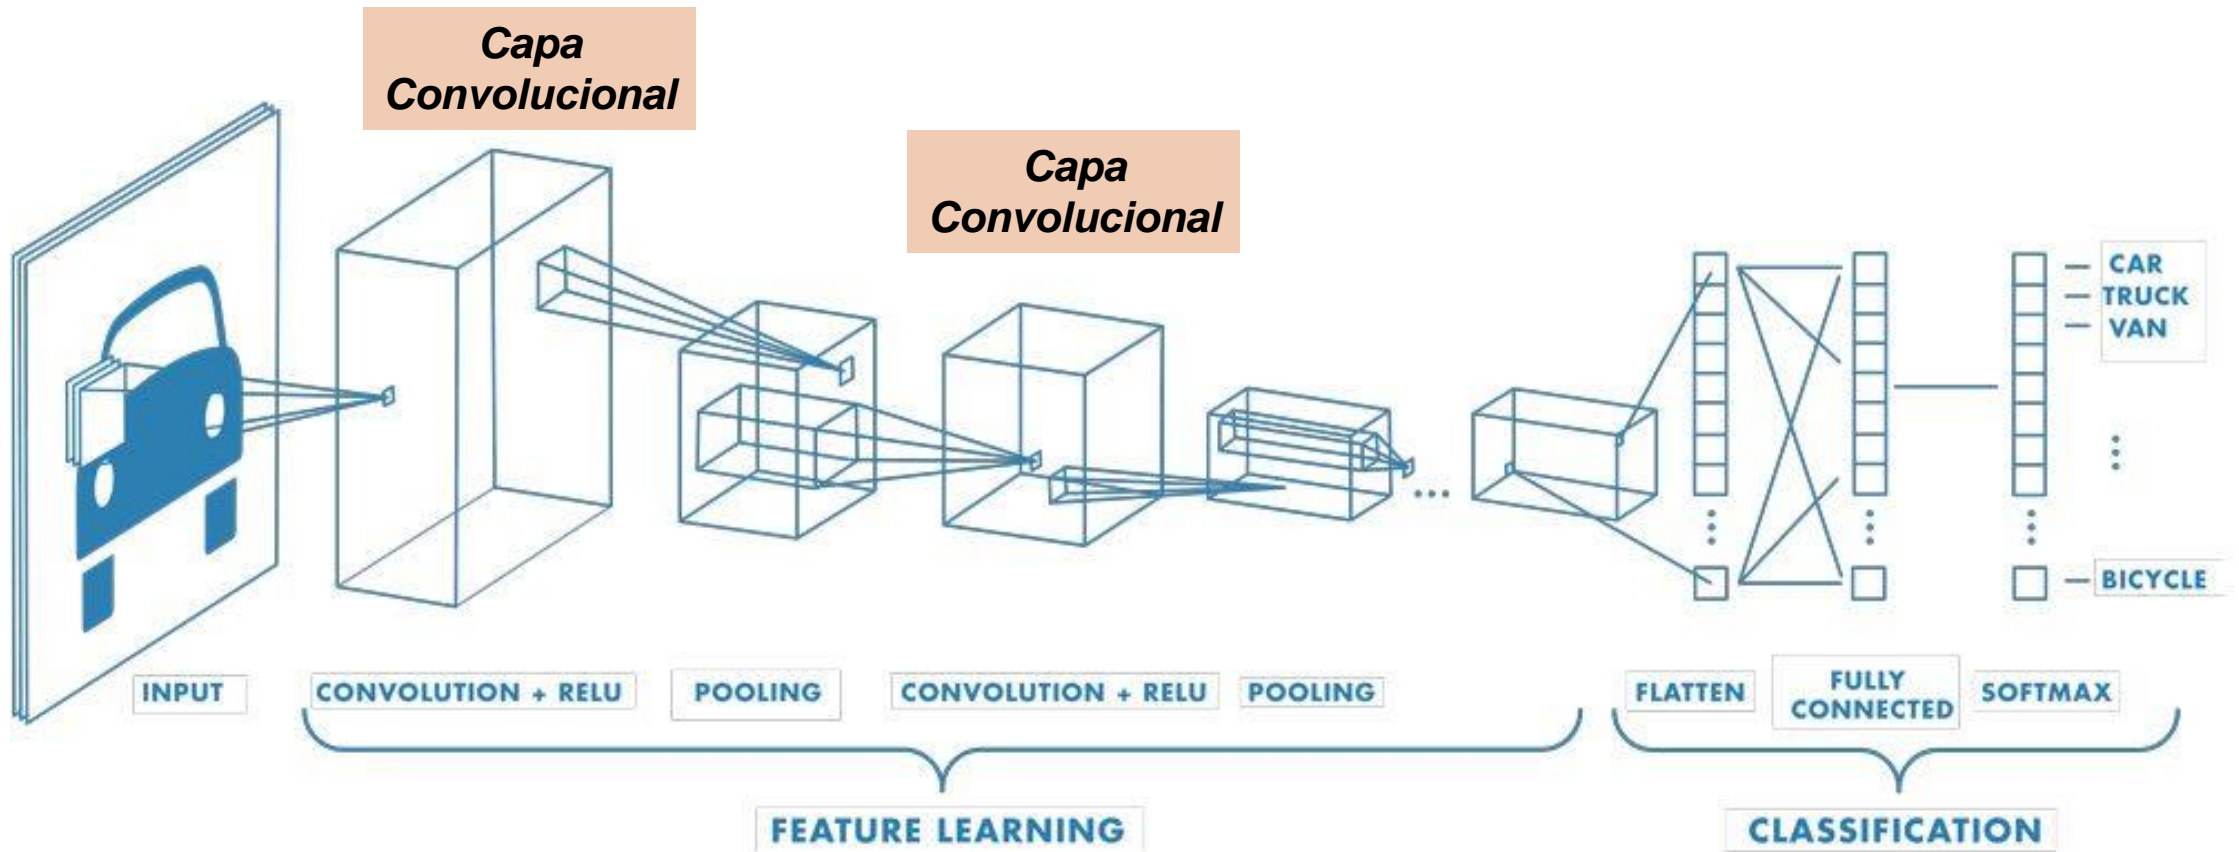 Capa
Convolucional
Capa
Convolucional
CAR
TRUCK
VAN
BICYCLE
INPUT
CONVOLUTION + RELU
POOLING
CONVOLUTION + RELU
POOLING
FLATTEN
FULLY
CONNECTED
SOFTMAX
FEATURE LEARNING
CLASSIFICATION